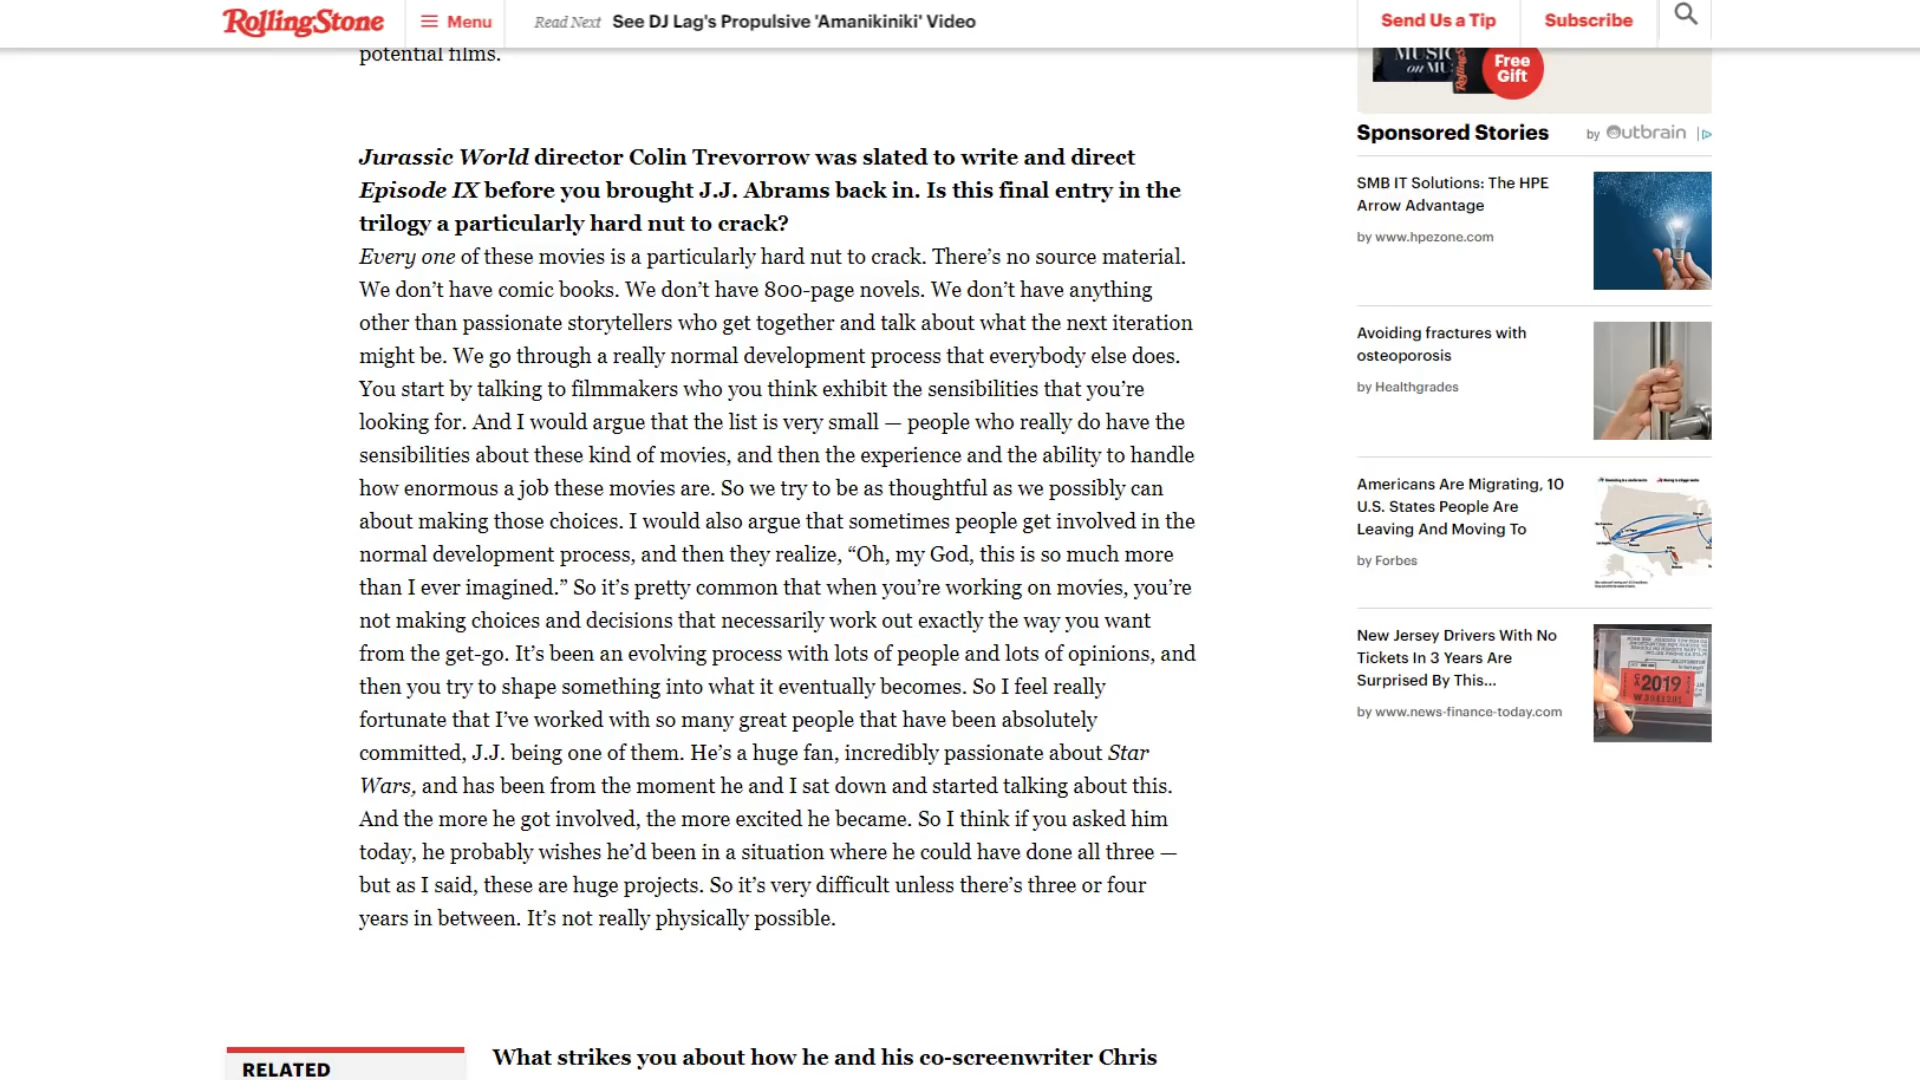 RollingStone
Menu
Read Next See DJ Lag's Propulsive 'Amanikiniki' Video
Send Us a Tip
Subscribe
potential films.
Jurassic World director Colin Trevorrow was slated to write and direct
Episode IX before you brought J.J. Abrams back in. Is this final entry in the
trilogy a particularly hard nut to crack?
Every one of these movies is a particularly hard nut to crack. There’s no source material.
We don’t have comic books. We don’t have 800-page novels. We don’t have anything
other than passionate storytellers who get together and talk about what the next iteration
might be. We go through a really normal development process that everybody else does.
You start by talking to filmmakers who you think exhibit the sensibilities that you’re
looking for. And I would argue that the list is very small — people who really do have the
sensibilities about these kind of movies, and then the experience and the ability to handle
how enormous a job these movies are. So we try to be as thoughtful as we possibly can
about making those choices. I would also argue that sometimes people get involved in the
normal development process, and then they realize, “Oh, my God, this is so much more
than I ever imagined.” So it’s pretty common that when you’re working on movies, you’re
not making choices and decisions that necessarily work out exactly the way you want
from the get-go. It’s been an evolving process with lots of people and lots of opinions, and
then you try to shape something into what it eventually becomes. So I feel really
fortunate that I’ve worked with so many great people that have been absolutely
committed, J.J. being one of them. He’s a huge fan, incredibly passionate about Star
Wars, and has been from the moment he and I sat down and started talking about this.
And the more he got involved, the more excited he became. So I think if you asked him
today, he probably wishes he’d been in a situation where he could have done all three —
but as I said, these are huge projects. So it’s very difficult unless there’s three or four
years in between. It’s not really physically possible.
RELATED
What strikes you about how he and his co-screenwriter Chris
MUSIC
on MU
Free
Gift
Sponsored Stories
by Outbrain
SMB IT Solutions: The HPE
Arrow Advantage
by www.hpezone.com
Avoiding fractures with
osteoporosis
by Healthgrades
Americans Are Migrating, 10
U.S. States People Are
Leaving And Moving To
by Forbes
New Jersey Drivers With No
Tickets In 3 Years Are
Surprised By This...
by www.news-finance-today.com
2019